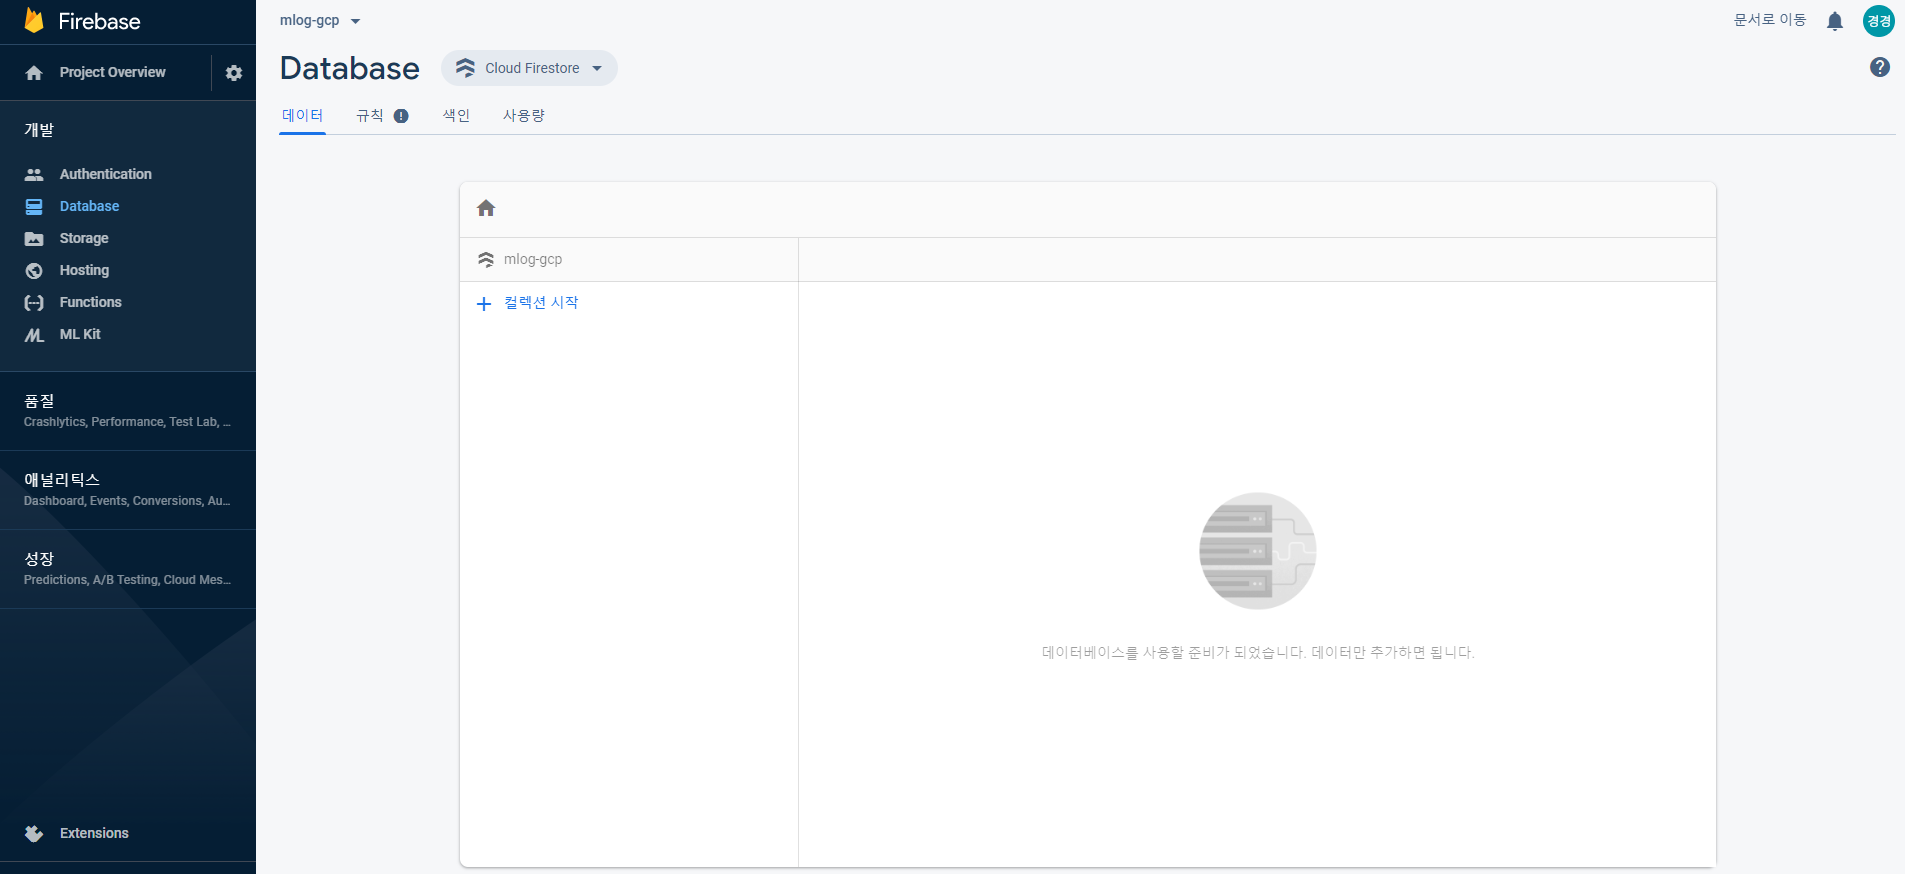 Firebase
mlog-gcp
문서로 이동
경경
Project Overview
Database
Cloud Firestore
데이터
규칙
색인
사용량
개발
Authentication
Database
Storage
Hosting
Functions
ML Kit
품질
Crashlytics, Performance, Test Lab, ...
애널리틱스
Dashboard, Events, Conversions, Au...
성장
Predictions, A/B Testing, Cloud Mes...
Extensions
mlog-gcp
컬렉션 시작
데이터베이스를 사용할 준비가 되었습니다. 데이터만 추가하면 됩니다.